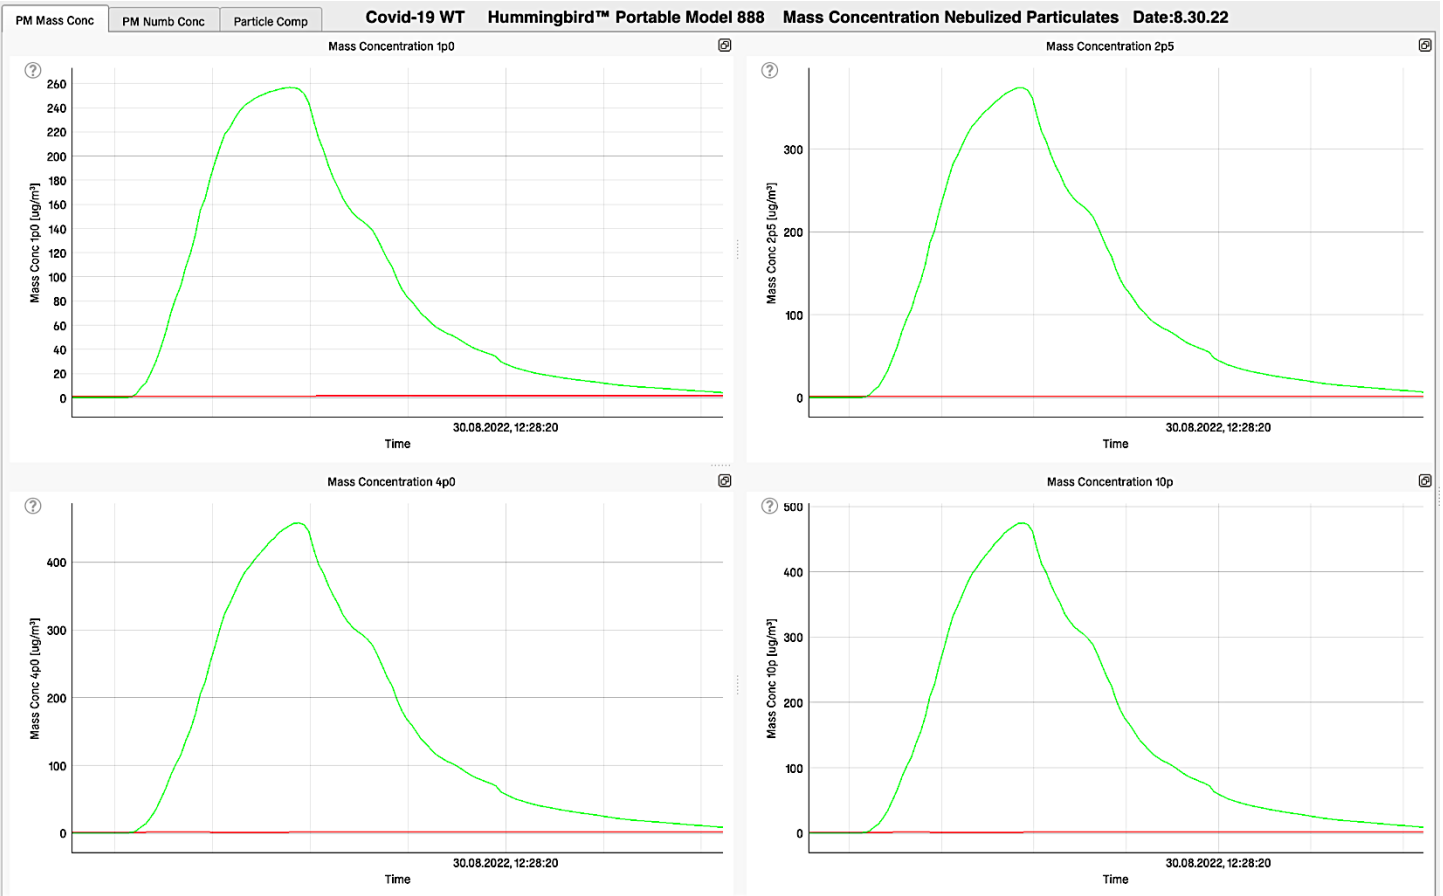 PM Mass Conc PM Numb Conc Particle Comp Covid-19 WT Hummingbird™ Portable Model 888 Mass Concentration Nebulized Particulates Date:8.30.22
Mass Concentration 1p0
?
Mass Conc 1p0 [ug/m³]
260
240
220
200
180
160
140
120
100
80
60
40
20
0
30.08.2022, 12:28:20
Time
Mass Concentration 2p5
?
Mass Conc 2p5 [ug/m³]
300
200
100
0
30.08.2022, 12:28:20
Time
Mass Concentration 4p0
?
Mass Conc 4p0 [ug/m³]
400
300
200
100
0
30.08.2022, 12:28:20
Time
Mass Concentration 10p
?
Mass Conc 10p [ug/m³]
500
400
300
200
100
0
30.08.2022, 12:28:20
Time